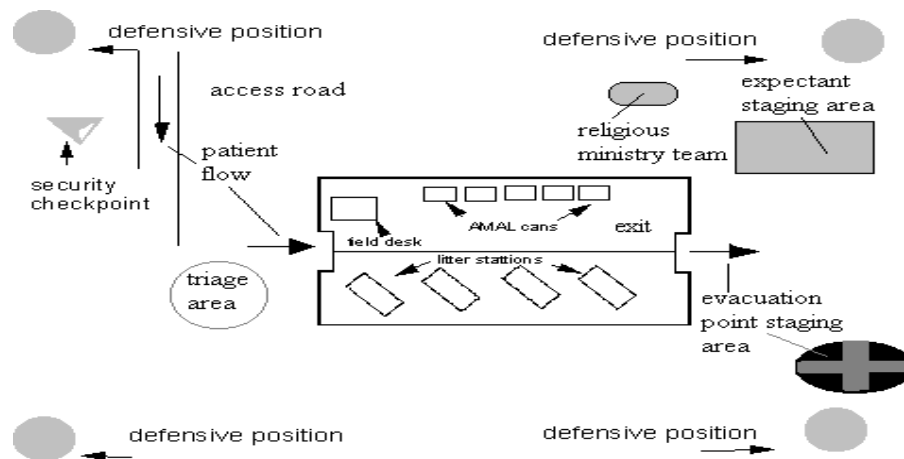 defensive position
defensive position
access road
expectant
staging area
religious
ministry team
patient
flow
security
checkpoint
AMAL cans
exit
field desk
litter stattions
triage
area
evacuation
point staging
area
defensive position
defensive position